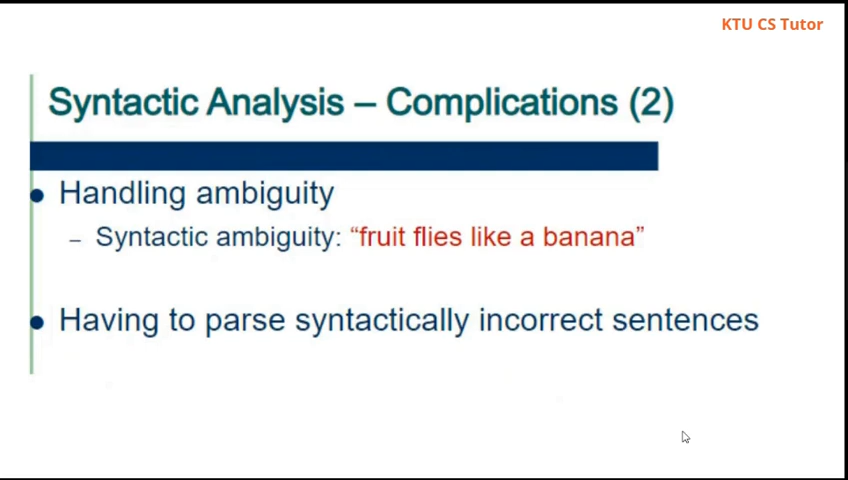 KTU CS Tutor
Syntactic Analysis – Complications (2)
● Handling ambiguity
– Syntactic ambiguity: “fruit flies like a banana”
● Having to parse syntactically incorrect sentences